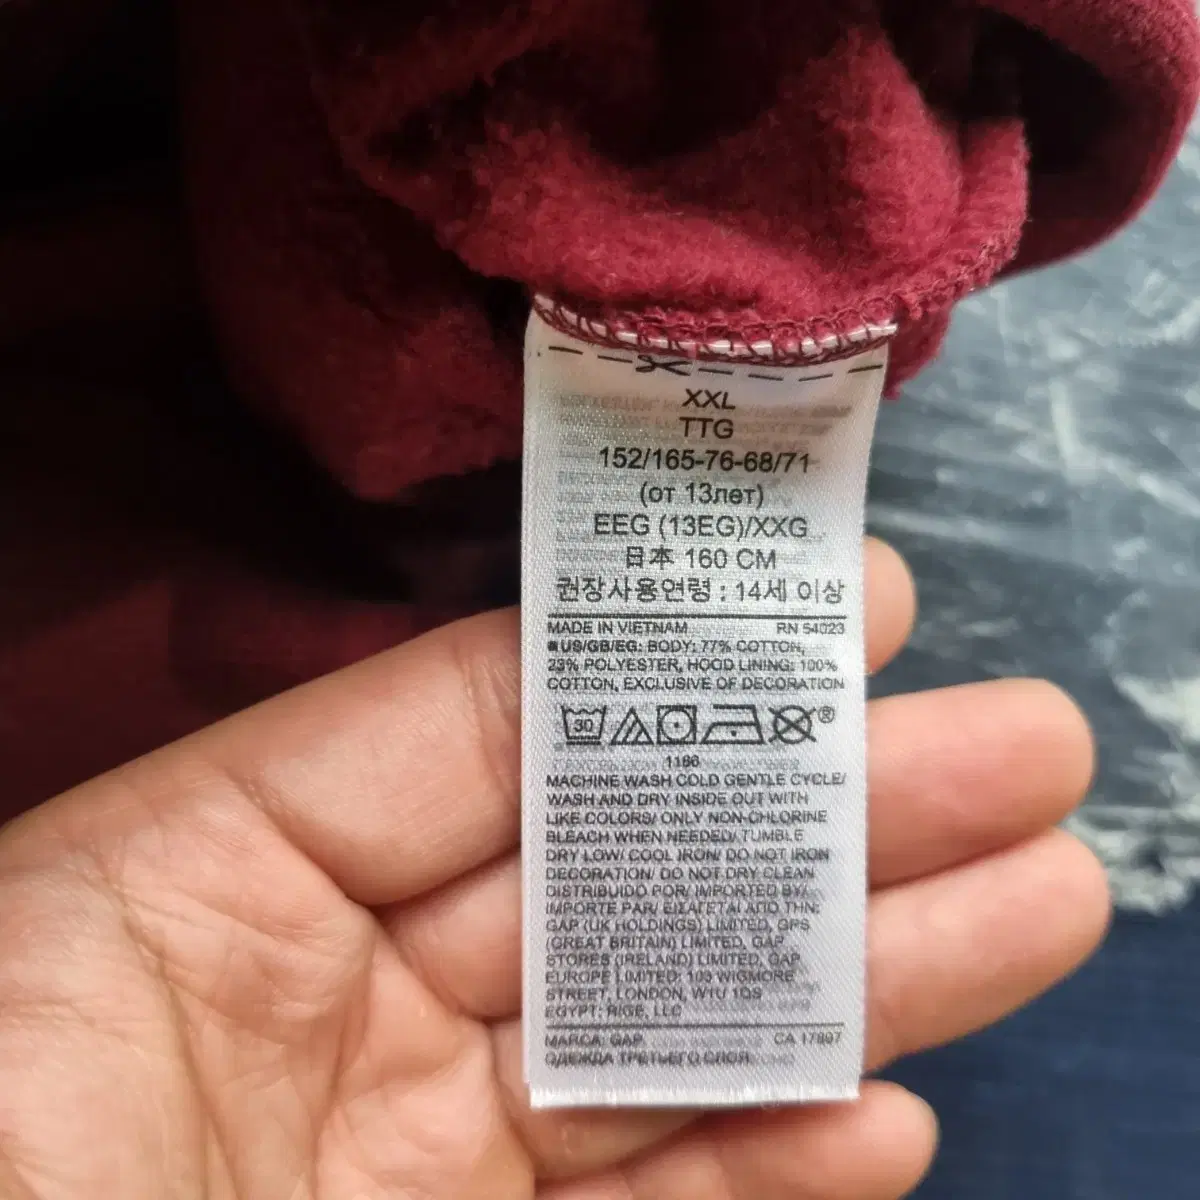 XXL
TTG
152/165-76-68/71
(от 13лет)
EEG (13EG)/XXG
日本 160 CM
권장사용연령 : 14세 이상
MADE IN VIETNAM RN 54023
■ US/GB/EG: BODY: 77% COTTON,
23% POLYESTER, HOOD LINING: 100%
COTTON, EXCLUSIVE OF DECORATION
30 ®
1186
MACHINE WASH COLD GENTLE CYCLE/
WASH AND DRY INSIDE OUT WITH
LIKE COLORS/ ONLY NON-CHLORINE
BLEACH WHEN NEEDED/ TUMBLE
DRY LOW/ COOL IRON/ DO NOT IRON
DECORATION/ DO NOT DRY CLEAN
DISTRIBUIDO POR/ IMPORTED BY/
IMPORTE PAR/ ΕΙΣΑΓΕΤΑΙ ΑΠΟ ΤΗΝ:
GAP (UK HOLDINGS) LIMITED, GPS
(GREAT BRITAIN) LIMITED, GAP
STORES (IRELAND) LIMITED, GAP
EUROPE LIMITED: 103 WIGMORE
STREET, LONDON, W1U 1QS
EGYPT: RIGE, LLC
MARCA: GAP CA 17897
ОДЕЖДА ТРЕТЬЕГО СЛОЯ